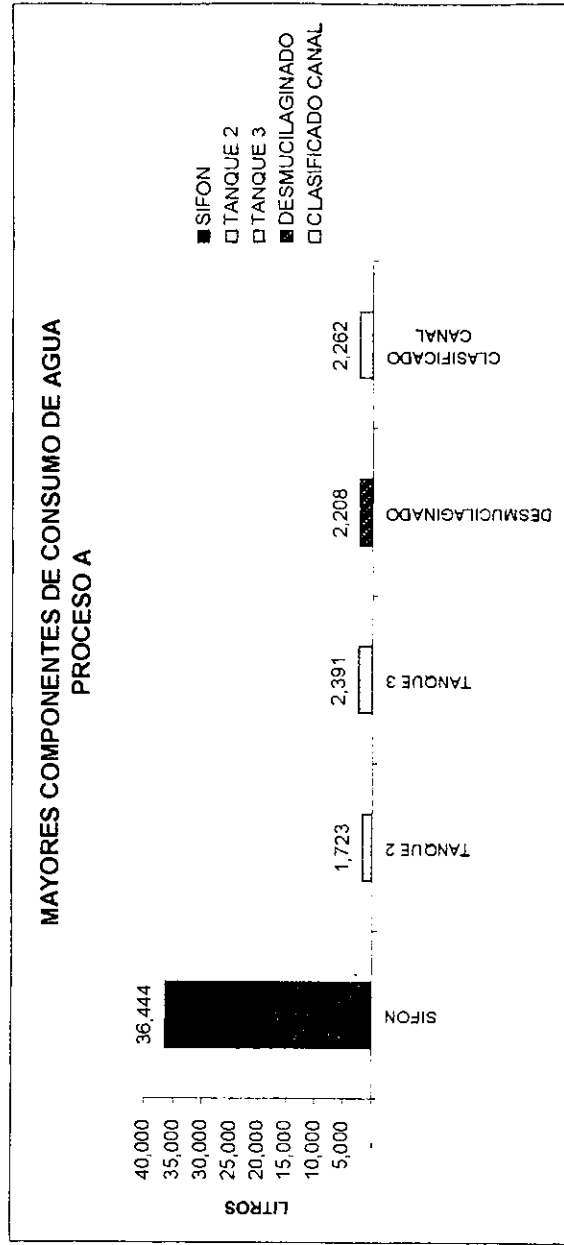 MAYORES COMPONENTES DE CONSUMO DE AGUA
PROCESO A
LITROS
40,000
35,000
30,000
25,000
20,000
15,000
10,000
5,000
-
36,444
1,723
2,391
2,208
2,262
SIFON
TANQUE 2
TANQUE 3
DESMUCILAGINADO
CLASIFICADO
CANAL
SIFON
TANQUE 2
TANQUE 3
DESMUCILAGINADO
CLASIFICADO CANAL